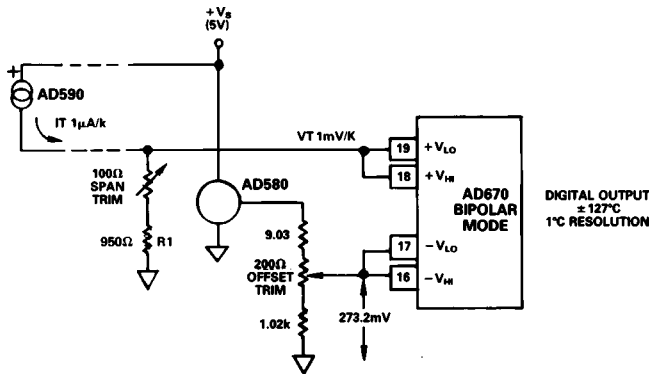 +VS
(5V)
+
AD590
IT 1μA/k
VT 1mV/K
100Ω
SPAN
TRIM
950Ω R1
AD580
9.03
200Ω
OFFSET
TRIM
1.02k
273.2mV
19 +VLO
18 +VHI
AD670
BIPOLAR
MODE
17 −VLO
16 −VHI
DIGITAL OUTPUT
± 127°C
1°C RESOLUTION